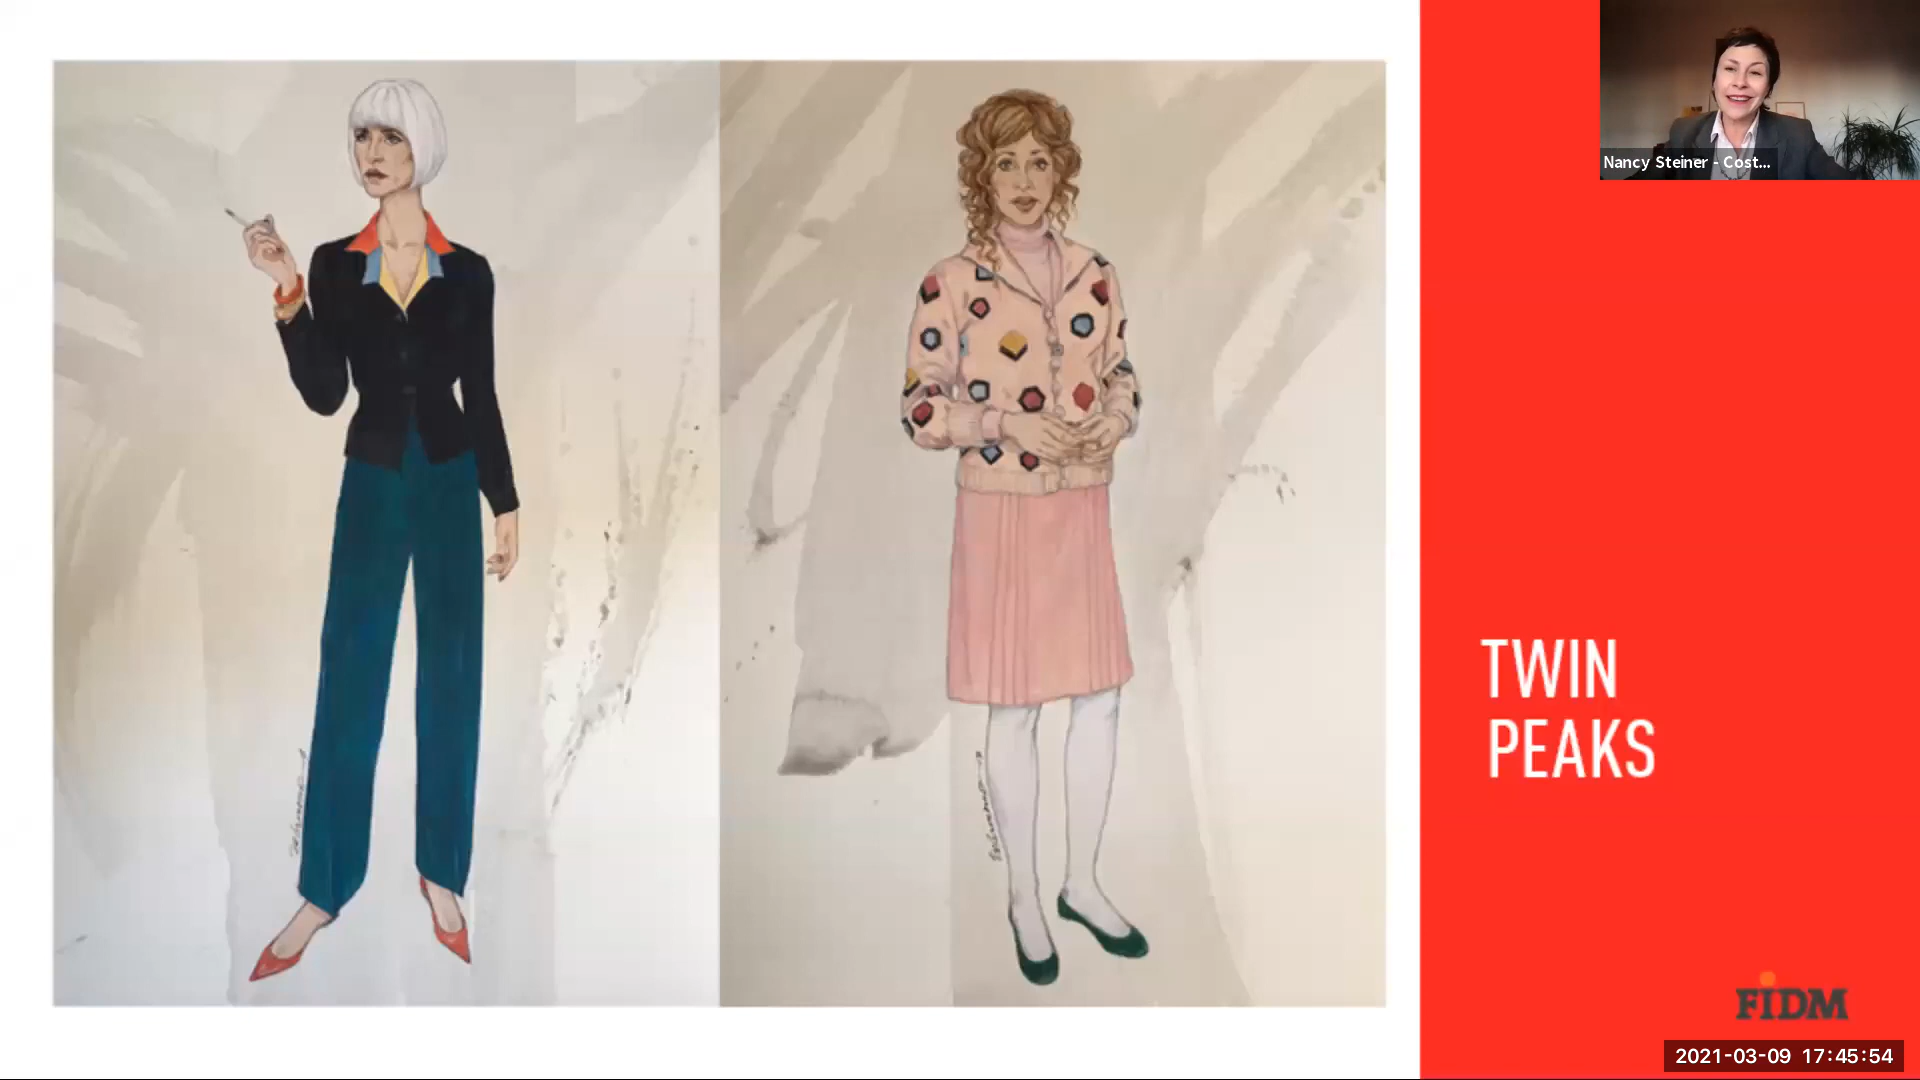 Nancy Steiner - Cost...
TWIN
PEAKS
FIDM
2021-03-09 17:45:54